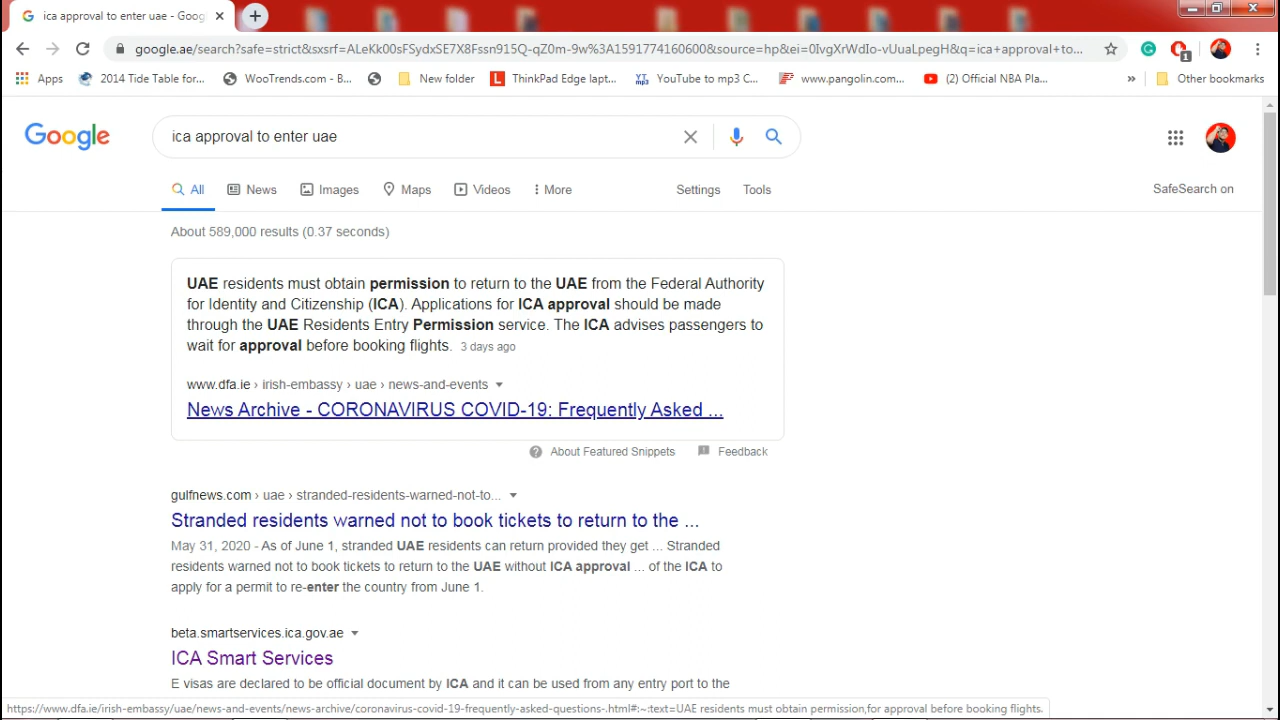 ica approval to enter uae - Goog
google.ae/search?safe=strict&sxsrf=ALeKk00sFSydxSE7X8Fssn915Q-qZ0m-9w%3A1591774160600&source=hp&ei=0IvgXrWdIo-vUuaLpegH&q=ica+approval+to...
1
Apps
2014 Tide Table for...
WooTrends.com - B...
New folder
L
ThinkPad Edge lapt...
YT
mp3
YouTube to mp3 C...
www.pangolin.com...
(2) Official NBA Pla...
»
Other bookmarks
Google
ica approval to enter uae
All
News
Images
Maps
Videos
More
Settings
Tools
SafeSearch on
About 589,000 results (0.37 seconds)
UAE residents must obtain permission to return to the UAE from the Federal Authority
for Identity and Citizenship (ICA). Applications for ICA approval should be made
through the UAE Residents Entry Permission service. The ICA advises passengers to
wait for approval before booking flights. 3 days ago
www.dfa.ie › irish-embassy › uae › news-and-events
News Archive - CORONAVIRUS COVID-19: Frequently Asked ...
About Featured Snippets
Feedback
gulfnews.com › uae › stranded-residents-warned-not-to...
Stranded residents warned not to book tickets to return to the ...
May 31, 2020 - As of June 1, stranded UAE residents can return provided they get ... Stranded
residents warned not to book tickets to return to the UAE without ICA approval ... of the ICA to
apply for a permit to re-enter the country from June 1.
beta.smartservices.ica.gov.ae
ICA Smart Services
E visas are declared to be official document by ICA and it can be used from any entry port to the
https://www.dfa.ie/irish-embassy/uae/news-and-events/news-archive/coronavirus-covid-19-frequently-asked-questions-.html#:~:text=UAE residents must obtain permission,for approval before booking flights.